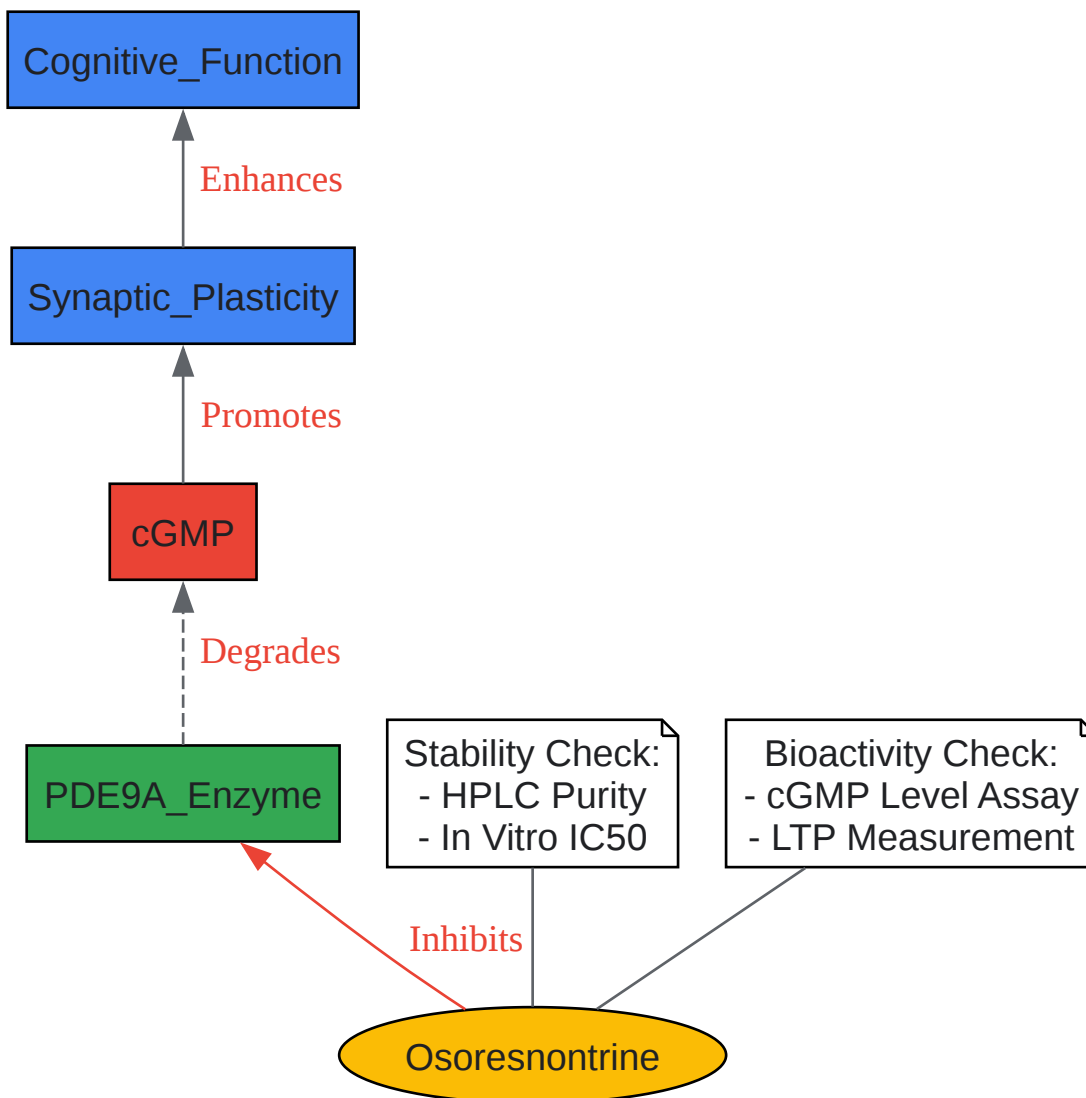 Cognitive_Function
Enhances
Synaptic_Plasticity
Promotes
cGMP
Degrades
PDE9A_Enzyme
Stability Check:
- HPLC Purity
- In Vitro IC50
Bioactivity Check:
- cGMP Level Assay
- LTP Measurement
Inhibits
Osoresnontrine